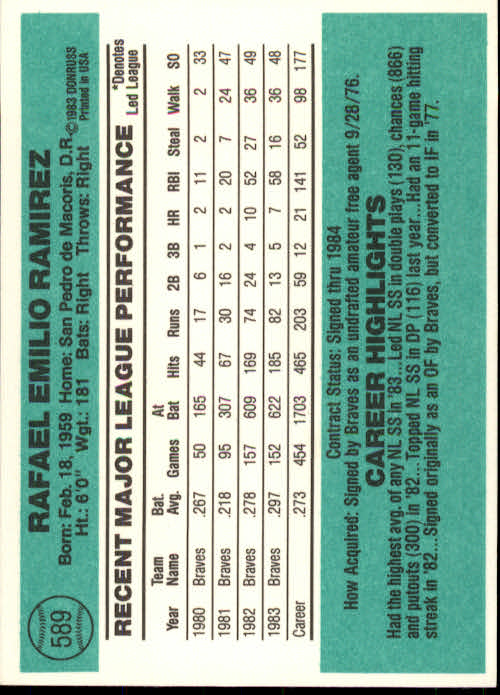 589
RAFAEL EMILIO RAMIREZ
Born: Feb. 18, 1959 Home: San Pedro de Macoris, D.R. ©1983 DONRUSS
Ht.: 6'0" Wgt.: 181 Bats: Right Throws: Right Printed in USA
RECENT MAJOR LEAGUE PERFORMANCE *Denotes Led League
Team Bat. At
Year Name Avg. Games Bat Hits Runs 2B 3B HR RBI Steal Walk SO
1980 Braves .267 50 165 44 17 6 1 2 11 2 2 33
1981 Braves .218 95 307 67 30 16 2 2 20 7 24 47
1982 Braves .278 157 609 169 74 24 4 10 52 27 36 49
1983 Braves .297 152 622 185 82 13 5 7 58 16 36 48
Career .273 454 1703 465 203 59 12 21 141 52 98 177
Contract Status: Signed thru 1984
How Acquired: Signed by Braves as an undrafted amateur free agent 9/28/76.
CAREER HIGHLIGHTS
Had the highest avg. of any NL SS in '83...Led NL SS in double plays (130), chances (866)
and putouts (300) in '82...Topped NL SS in DP (116) last year...Had an 11-game hitting
streak in '82...Signed originally as an OF by Braves, but converted to IF in '77.